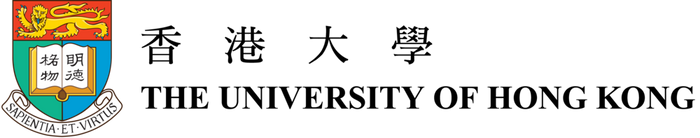 明德
格物
SAPIENTIA·ET·VIRTUS
香港大學
THE UNIVERSITY OF HONG KONG